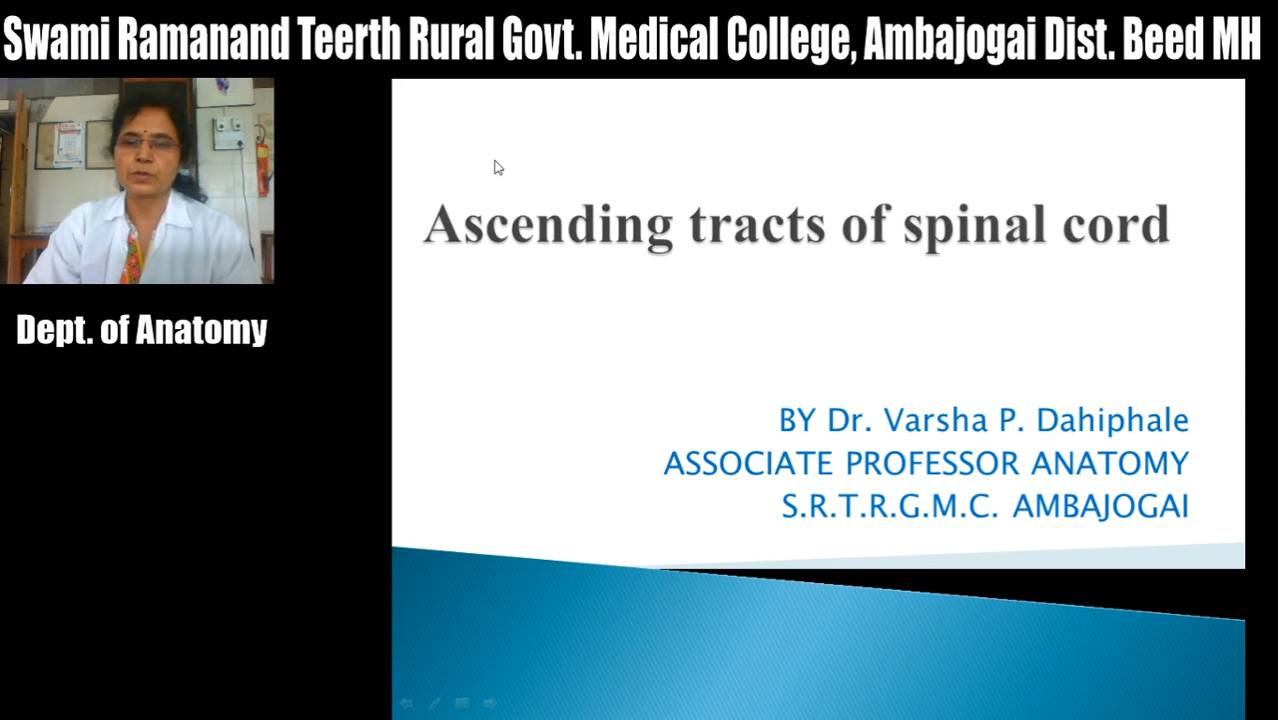 Swami Ramanand Teerth Rural Govt. Medical College, Ambajogai Dist. Beed MH
Ascending tracts of spinal cord
Dept. of Anatomy
BY Dr. Varsha P. Dahiphale
ASSOCIATE PROFESSOR ANATOMY
S.R.T.R.G.M.C. AMBAJOGAI